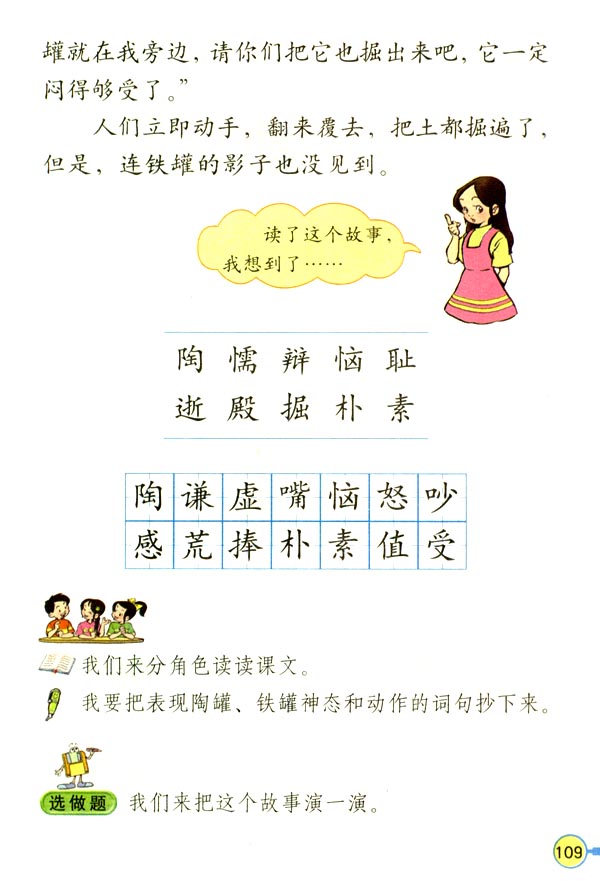 罐就在我旁边，请你们把它也掘出来吧，它一定
闷得够受了。”
人们立即动手，翻来覆去，把土都掘遍了，
但是，连铁罐的影子也没见到。
读了这个故事，
我想到了……
陶 懦 辩 恼 耻
逝 殿 掘 朴 素
陶 谦 虚 嘴 恼 怒 吵
感 荒 捧 朴 素 值 受
我们来分角色读读课文。
我要把表现陶罐、铁罐神态和动作的词句抄下来。
选做题 我们来把这个故事演一演。
109